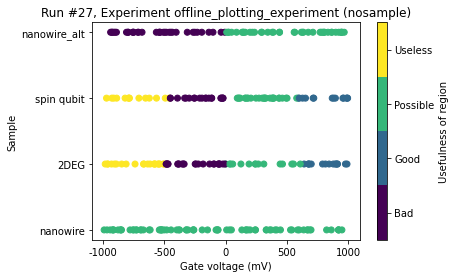 Run #27, Experiment offline_plotting_experiment (nosample)
nanowire_alt
spin qubit
2DEG
nanowire
Sample
-1000
-500
0
500
1000
Gate voltage (mV)
Useless
Possible
Good
Bad
Usefulness of region